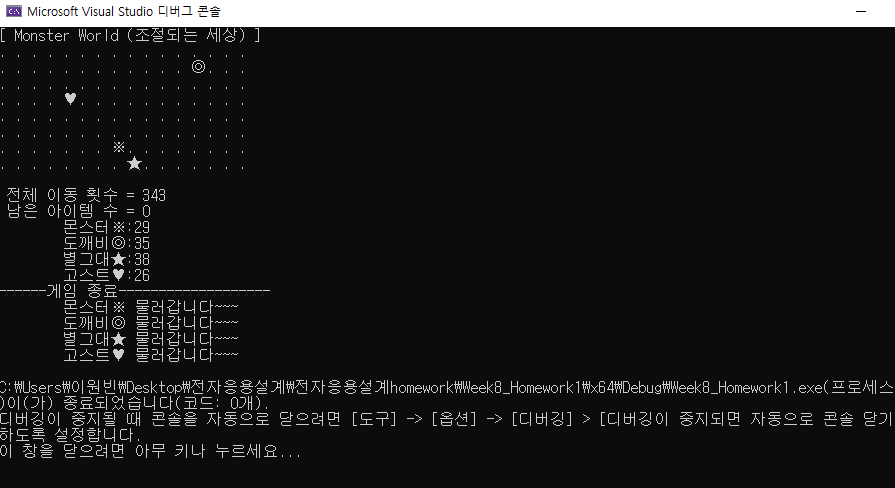 Microsoft Visual Studio 디버그 콘솔
[ Monster World (조절되는 세상) ]
. . . . . . . . . . . . . . . .
. . . . . . . . . . . . ◎. . .
. . . . . . . . . . . . . . . .
. . . . ♥. . . . . . . . . . .
. . . . . . . . . . . . . . . .
. . . . . . . . . . . . . . . .
. . . . . . . ※. . . . . . . .
. . . . . . . . ★. . . . . . .
전체 이동 횟수 = 343
남은 아이템 수 = 0
몬스터※:29
도깨비◎:35
별그대★:38
고스트♥:26
------게임 종료-------------------
몬스터※ 물러갑니다~~~
도깨비◎ 물러갑니다~~~
별그대★ 물러갑니다~~~
고스트♥ 물러갑니다~~~
C:₩Users₩이원빈₩Desktop₩전자응용설계₩전자응용설계homework₩Week8_Homework1₩x64₩Debug₩Week8_Homework1.exe(프로세스
)이(가) 종료되었습니다(코드: 0개).
디버깅이 중지될 때 콘솔을 자동으로 닫으려면 [도구] -> [옵션] -> [디버깅] > [디버깅이 중지되면 자동으로 콘솔 닫기
하도록 설정합니다.
이 창을 닫으려면 아무 키나 누르세요...